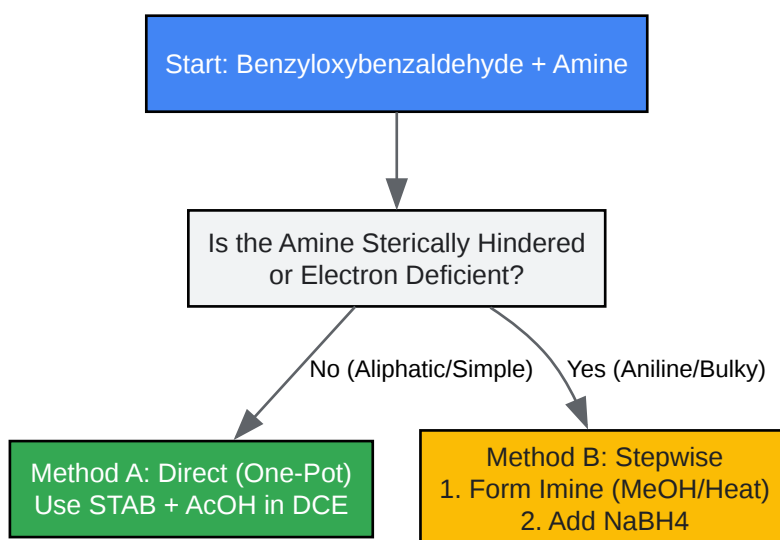 Start: Benzyloxybenzaldehyde + Amine
Is the Amine Sterically Hindered
or Electron Deficient?
No (Aliphatic/Simple)
Yes (Aniline/Bulky)
Method A: Direct (One-Pot)
Use STAB + AcOH in DCE
Method B: Stepwise
1. Form Imine (MeOH/Heat)
2. Add NaBH4